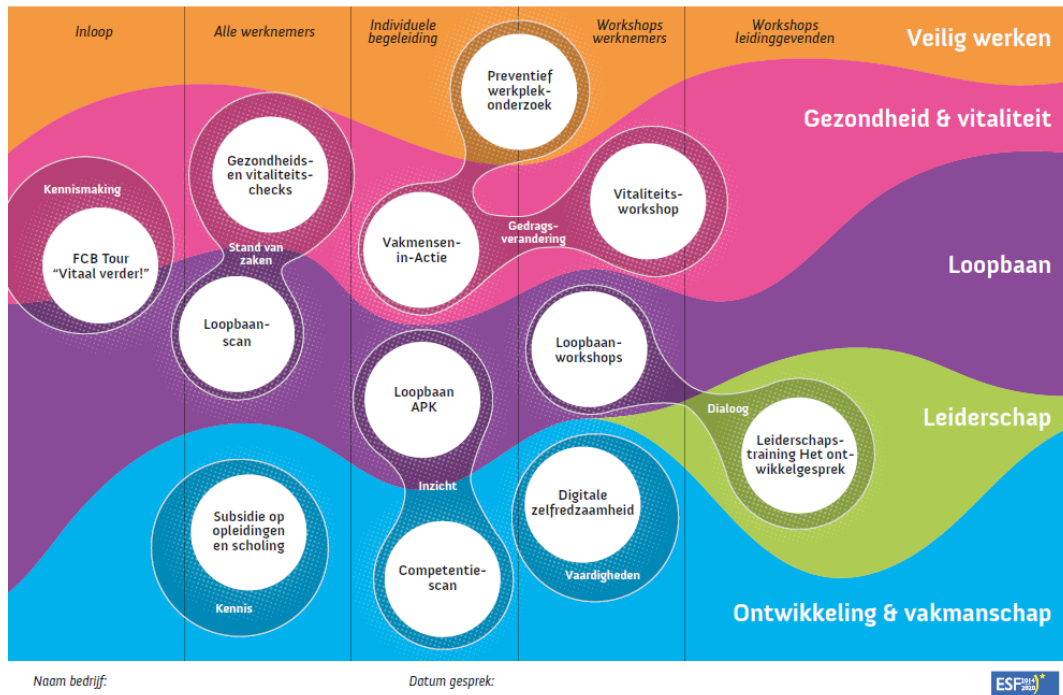 Inloop
Alle werknemers
Individuele
begeleiding
Workshops
werknemers
Workshops
leidinggevenden
Veilig werken
Preventief
werkplek-
onderzoek
Gezondheid & vitaliteit
Gezondheids-
en vitaliteits-
checks
Kennismaking
FCB Tour
“Vitaal verder!”
Stand van
zaken
Vakmensen-
in-Actie
Gedrags-
verandering
Vitaliteits-
workshop
Loopbaan
Loopbaan-
scan
Loopbaan
APK
Loopbaan-
workshops
Dialoog
Leiderschap
Leiderschaps-
training Het ont-
wikkelgesprek
Inzicht
Subsidie op
opleidingen
en scholing
Kennis
Competentie-
scan
Digitale
zelfredzaamheid
Vaardigheden
Ontwikkeling & vakmanschap
Naam bedrijf:
Datum gesprek:
ESF 2014
2020